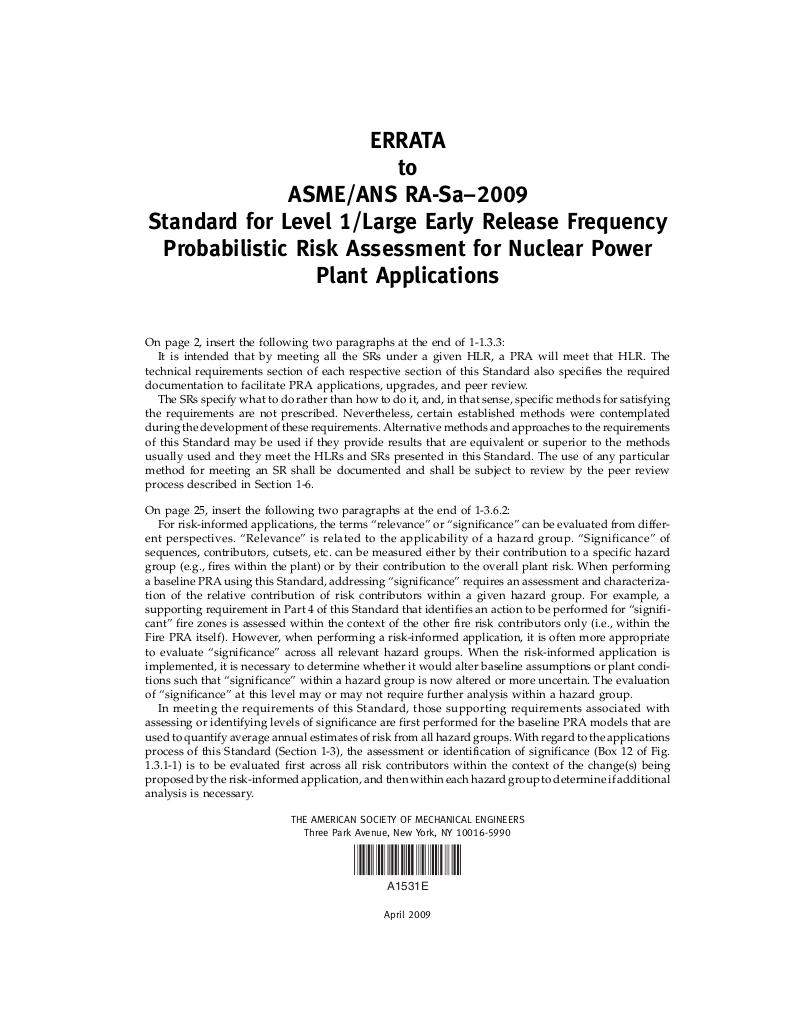 ERRATA
to
ASME/ANS RA-Sa–2009
Standard for Level 1/Large Early Release Frequency
Probabilistic Risk Assessment for Nuclear Power
Plant Applications
On page 2, insert the following two paragraphs at the end of 1-1.3.3:
It is intended that by meeting all the SRs under a given HLR, a PRA will meet that HLR. The
technical requirements section of each respective section of this Standard also specifies the required
documentation to facilitate PRA applications, upgrades, and peer review.
The SRs specify what to do rather than how to do it, and, in that sense, specific methods for satisfying
the requirements are not prescribed. Nevertheless, certain established methods were contemplated
during the development of these requirements. Alternative methods and approaches to the requirements
of this Standard may be used if they provide results that are equivalent or superior to the methods
usually used and they meet the HLRs and SRs presented in this Standard. The use of any particular
method for meeting an SR shall be documented and shall be subject to review by the peer review
process described in Section 1-6.
On page 25, insert the following two paragraphs at the end of 1-3.6.2:
For risk-informed applications, the terms “relevance” or “significance” can be evaluated from differ-
ent perspectives. “Relevance” is related to the applicability of a hazard group. “Significance” of
sequences, contributors, cutsets, etc. can be measured either by their contribution to a specific hazard
group (e.g., fires within the plant) or by their contribution to the overall plant risk. When performing
a baseline PRA using this Standard, addressing “significance” requires an assessment and characteriza-
tion of the relative contribution of risk contributors within a given hazard group. For example, a
supporting requirement in Part 4 of this Standard that identifies an action to be performed for “signifi-
cant” fire zones is assessed within the context of the other fire risk contributors only (i.e., within the
Fire PRA itself). However, when performing a risk-informed application, it is often more appropriate
to evaluate “significance” across all relevant hazard groups. When the risk-informed application is
implemented, it is necessary to determine whether it would alter baseline assumptions or plant condi-
tions such that “significance” within a hazard group is now altered or more uncertain. The evaluation
of “significance” at this level may or may not require further analysis within a hazard group.
In meeting the requirements of this Standard, those supporting requirements associated with
assessing or identifying levels of significance are first performed for the baseline PRA models that are
used to quantify average annual estimates of risk from all hazard groups. With regard to the applications
process of this Standard (Section 1-3), the assessment or identification of significance (Box 12 of Fig.
1.3.1-1) is to be evaluated first across all risk contributors within the context of the change(s) being
proposed by the risk-informed application, and then within each hazard group to determine if additional
analysis is necessary.
THE AMERICAN SOCIETY OF MECHANICAL ENGINEERS
Three Park Avenue, New York, NY 10016-5990
A1531E
April 2009